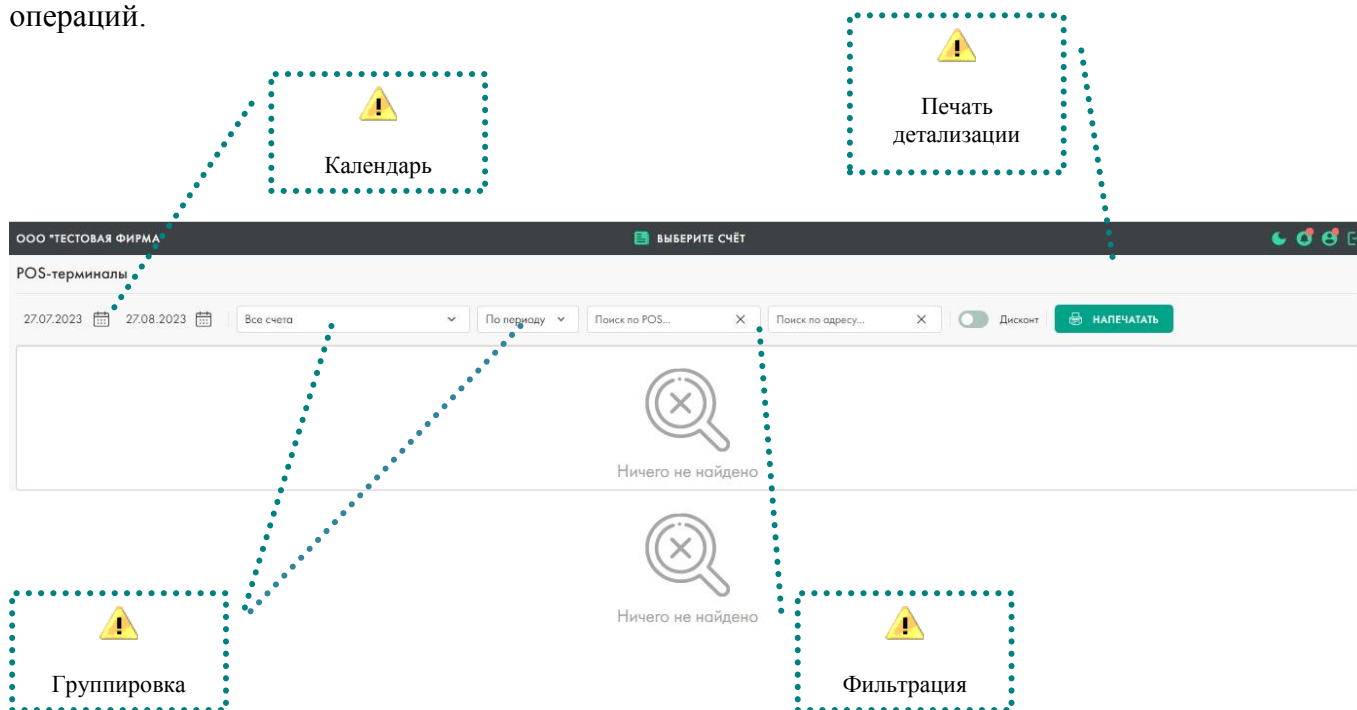 операций.
Печать
детализации
Календарь
ООО "ТЕСТОВАЯ ФИРМА"
ВЫБЕРИТЕ СЧЁТ
POS-терминалы
27.07.2023
27.08.2023
Все счета
По периоду
Поиск по POS...
Поиск по адресу...
Дисконт
НАПЕЧАТАТЬ
Ничего не найдено
Ничего не найдено
Группировка
Фильтрация